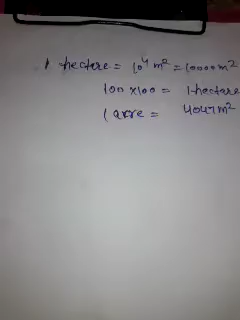 1 hectare = 10⁴ m² = 10000 m²
100 x 100 = 1 hectare
1 acre = 4047 m²